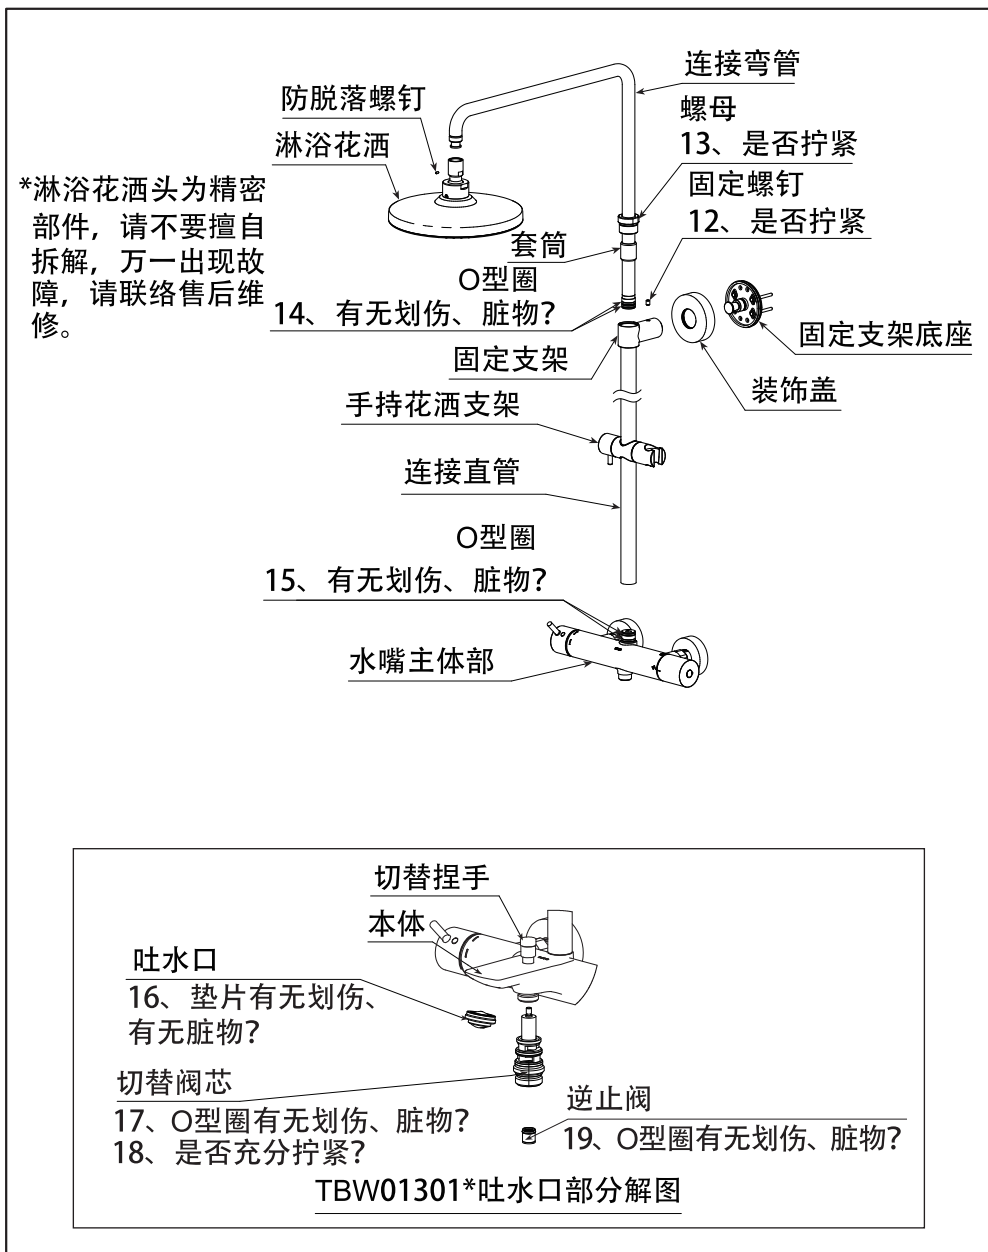 连接弯管
防脱落螺钉
螺母
淋浴花洒
13、是否拧紧
*淋浴花洒头为精密
部件，请不要擅自
拆解，万一出现故
障，请联络售后维
修。
固定螺钉
12、是否拧紧
套筒
O型圈
14、有无划伤、脏物?
固定支架底座
固定支架
装饰盖
手持花洒支架
连接直管
O型圈
15、有无划伤、脏物?
水嘴主体部
切替捏手
本体
吐水口
16、垫片有无划伤、
有无脏物?
切替阀芯
17、O型圈有无划伤、脏物?
18、是否充分拧紧?
逆止阀
19、O型圈有无划伤、脏物?
TBW01301*吐水口部分解图